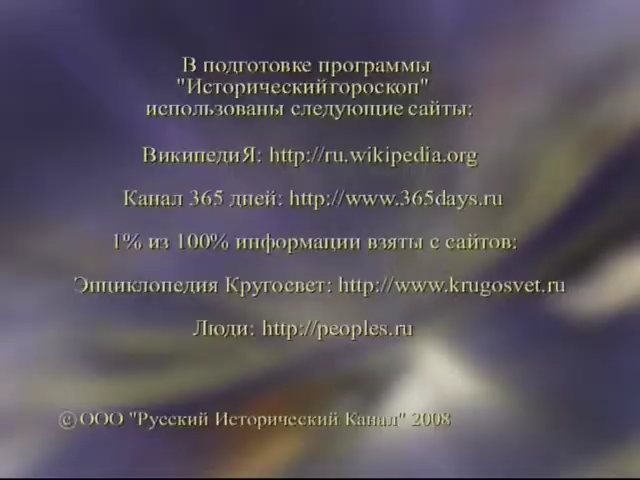 В подготовке программы
"Исторический гороскоп"
использованы следующие сайты:
ВикипедиЯ: http://ru.wikipedia.org
Канал 365 дней: http://www.365days.ru
1% из 100% информации взяты с сайтов:
Энциклопедия Кругосвет: http://www.krugosvet.ru
Люди: http://peoples.ru
© ООО "Русский Исторический Канал" 2008